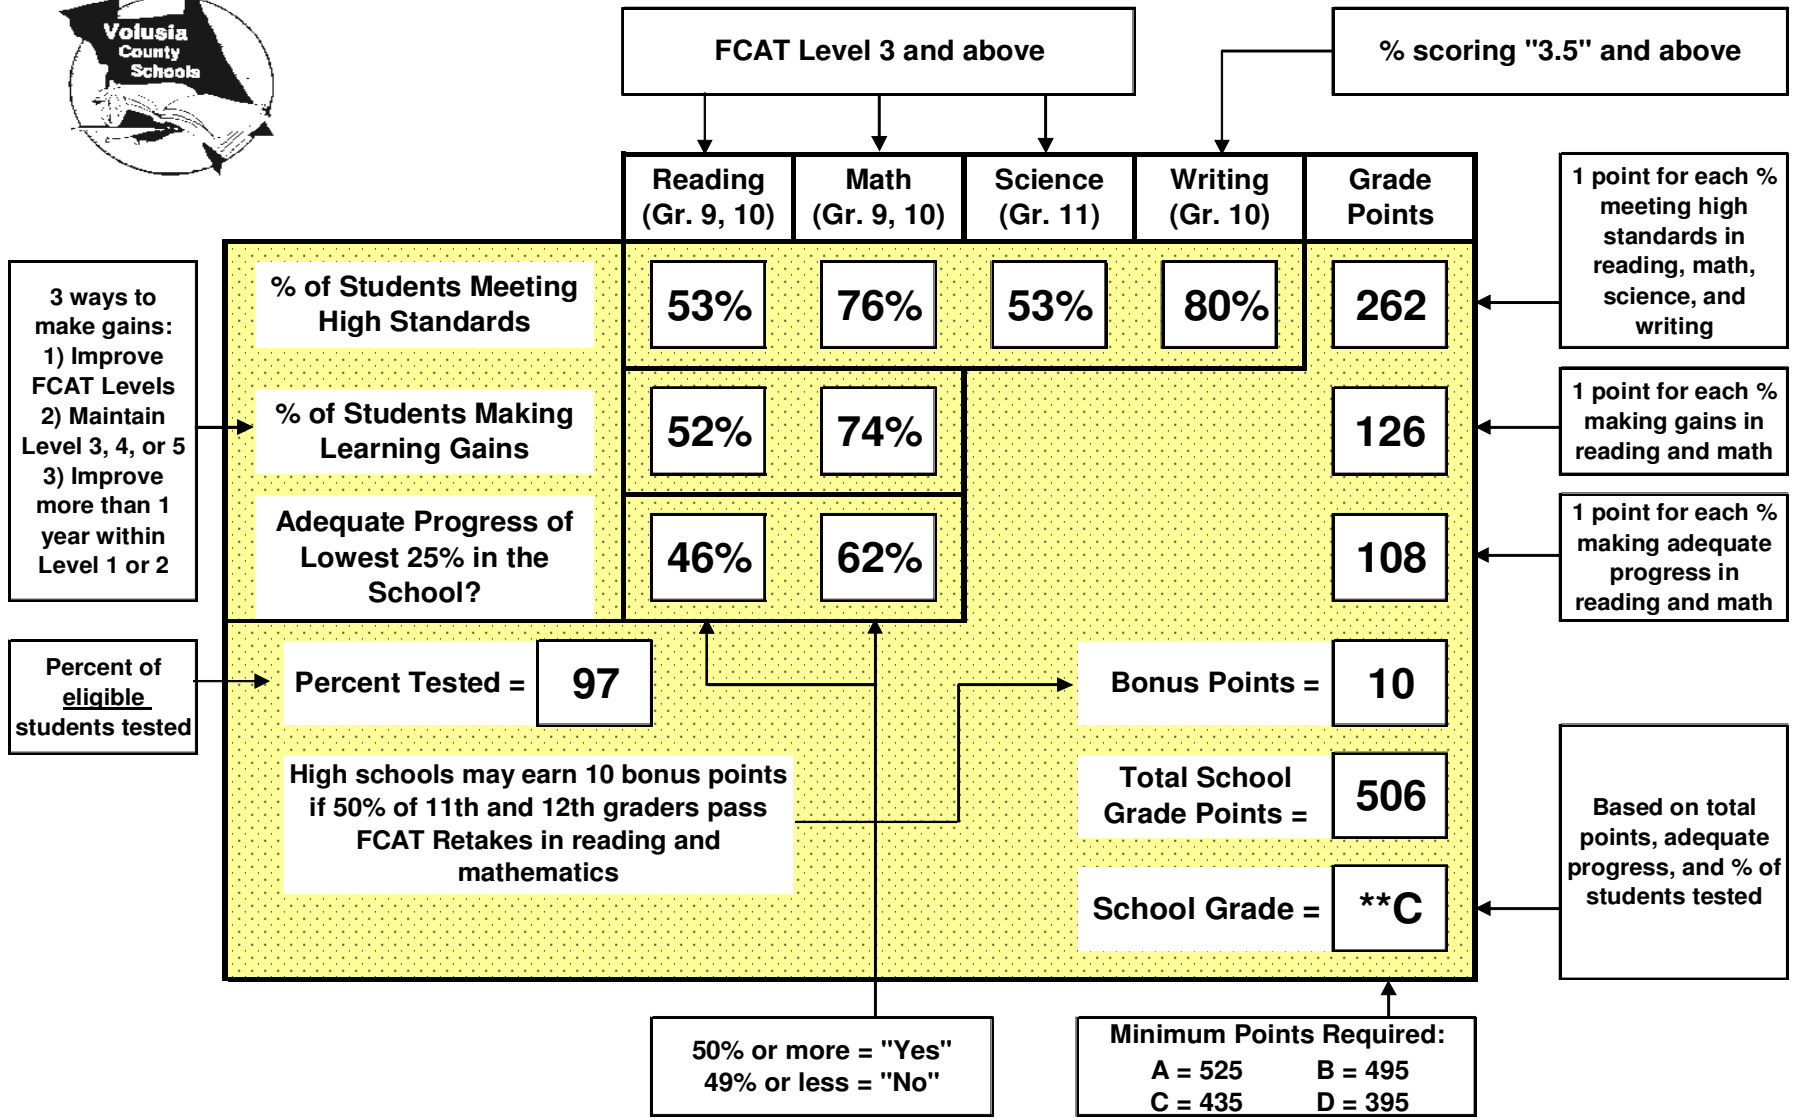 Volusia
County
Schools
FCAT Level 3 and above
% scoring "3.5" and above
Reading
(Gr. 9, 10)
Math
(Gr. 9, 10)
Science
(Gr. 11)
Writing
(Gr. 10)
Grade
Points
1 point for each %
meeting high
standards in
reading, math,
science, and
writing
3 ways to
make gains:
1) Improve
FCAT Levels
2) Maintain
Level 3, 4, or 5
3) Improve
more than 1
year within
Level 1 or 2
% of Students Meeting
High Standards
53%
76%
53%
80%
262
% of Students Making
Learning Gains
52%
74%
126
1 point for each %
making gains in
reading and math
Adequate Progress of
Lowest 25% in the
School?
46%
62%
108
1 point for each %
making adequate
progress in
reading and math
Percent of
eligible
students tested
Percent Tested =
97
Bonus Points =
10
High schools may earn 10 bonus points
if 50% of 11th and 12th graders pass
FCAT Retakes in reading and
mathematics
Total School
Grade Points =
506
School Grade =
**C
Based on total
points, adequate
progress, and % of
students tested
50% or more = "Yes"
49% or less = "No"
Minimum Points Required:
A = 525 B = 495
C = 435 D = 395